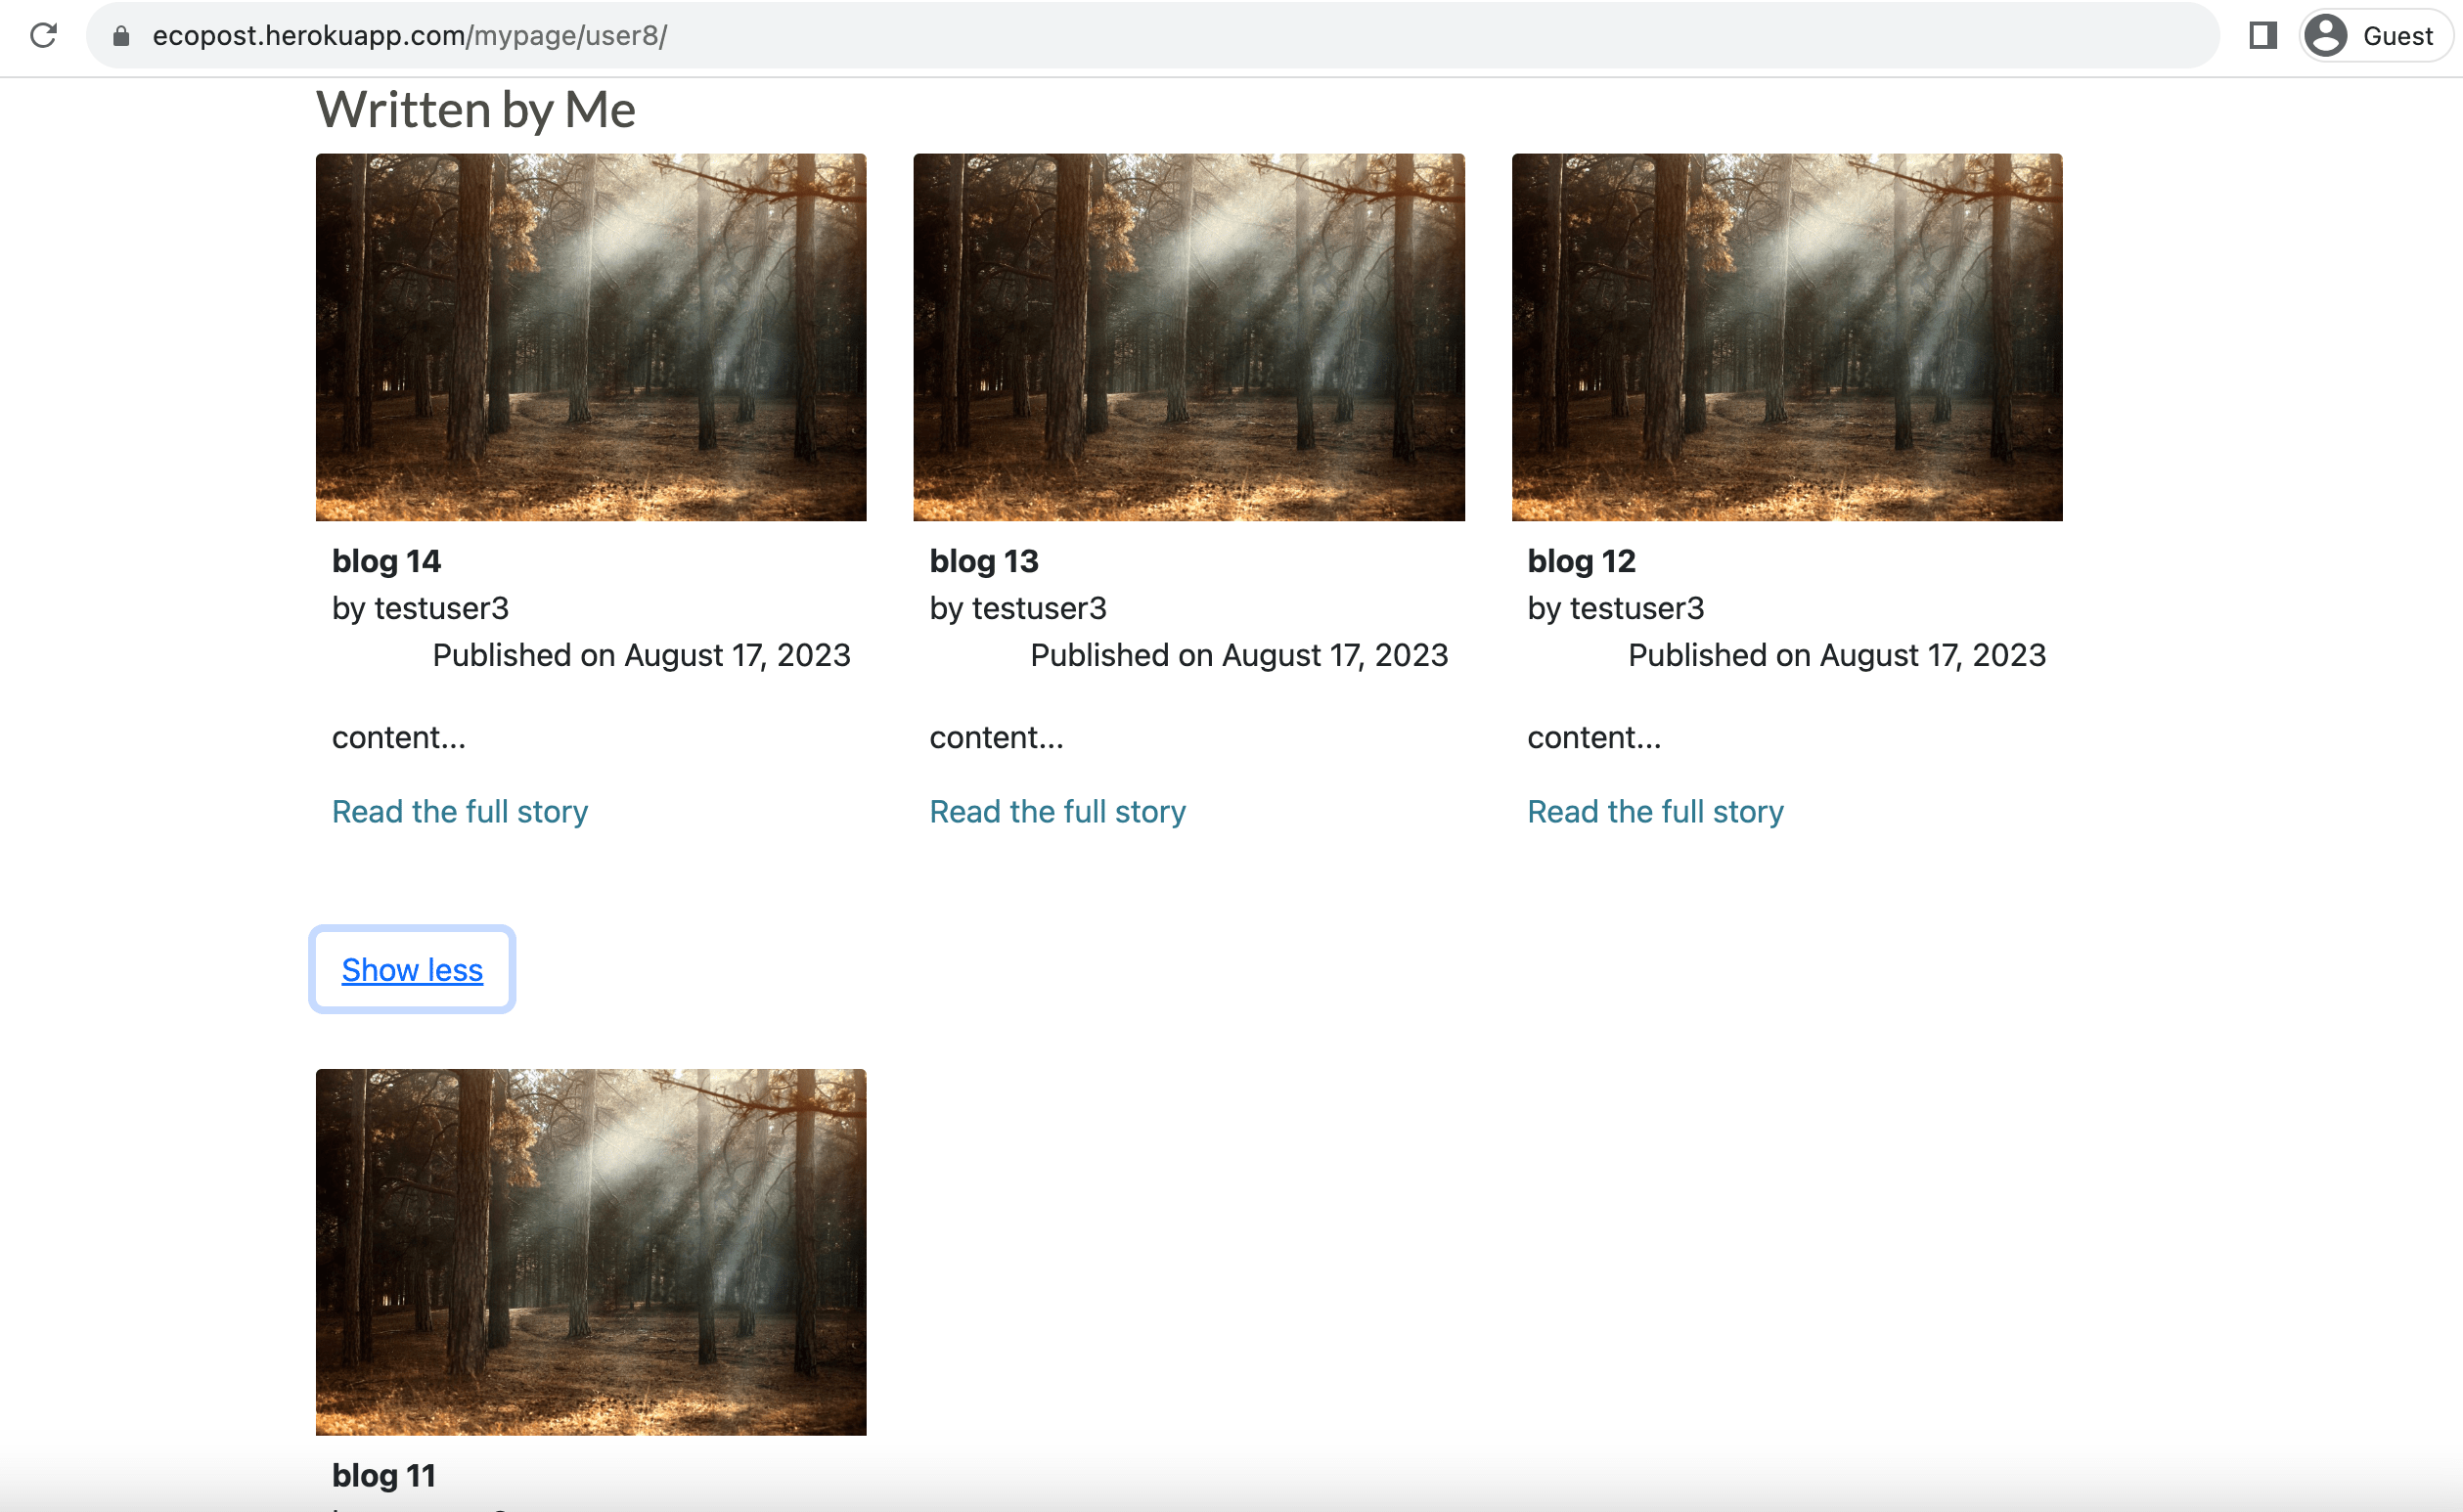 ecopost.herokuapp.com/mypage/user8/
Guest
Written by Me
blog 14
by testuser3
Published on August 17, 2023
content...
Read the full story
blog 13
by testuser3
Published on August 17, 2023
content...
Read the full story
blog 12
by testuser3
Published on August 17, 2023
content...
Read the full story
Show less
blog 11